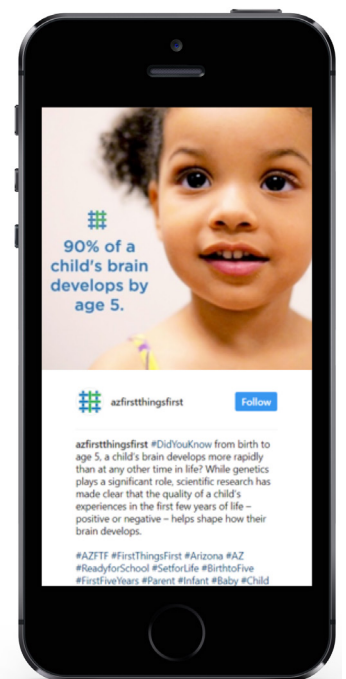 90% of a
child's brain
develops by
age 5.
azfirstthingsfirst
Follow
azfirstthingsfirst #DidYouKnow from birth to
age 5, a child's brain develops more rapidly
than at any other time in life? While genetics
plays a significant role, scientific research has
made clear that the quality of a child's
experiences in the first few years of life –
positive or negative – helps shape how their
brain develops.
#AZFTF #FirstThingsFirst #Arizona #AZ
#ReadyforSchool #SetforLife #BirthtoFive
#FirstFiveYears #Parent #Infant #Baby #Child